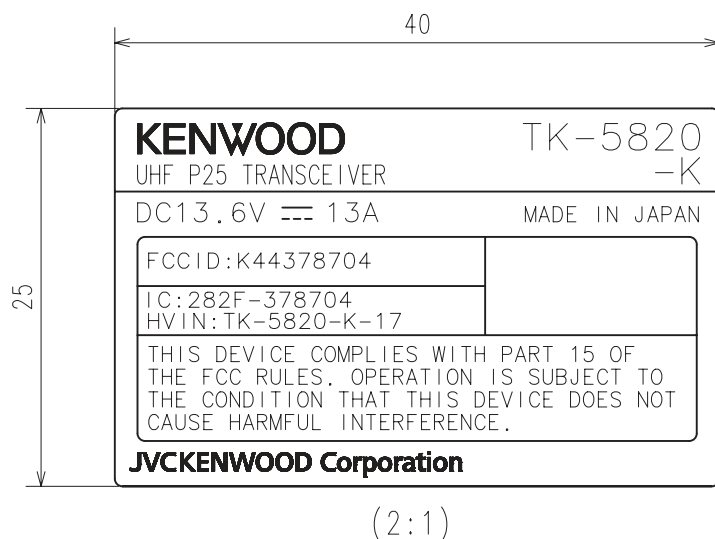 40
25
KENWOOD
TK-5820
-K
UHF P25 TRANSCEIVER
DC13.6V ⎓ 13A
MADE IN JAPAN
FCCID:K44378704
IC:282F-378704
HVIN:TK-5820-K-17
THIS DEVICE COMPLIES WITH PART 15 OF
THE FCC RULES. OPERATION IS SUBJECT TO
THE CONDITION THAT THIS DEVICE DOES NOT
CAUSE HARMFUL INTERFERENCE.
JVCKENWOOD Corporation
(2:1)